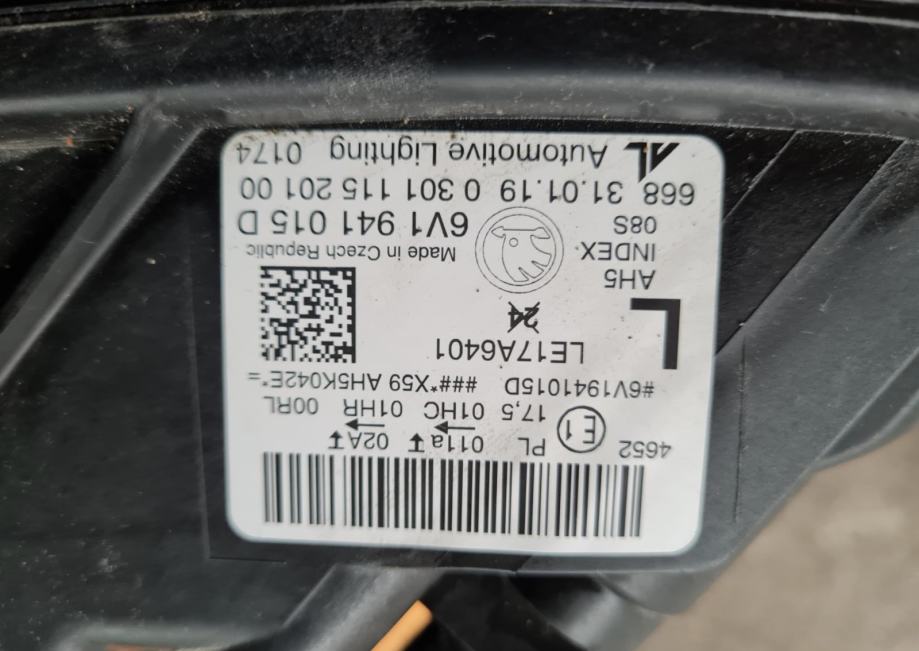 4652 E1 PL 011a 02A
17,5 01HC 01HR 00RL
#6V1941015D ###*X59 AH5K042E*=
LE17A6401
L 24
AH5
INDEX. Made in Czech Republic
08S 6V1 941 015 D
668 31.01.19 0 301 115 201 00
AL Automotive Lighting 0174